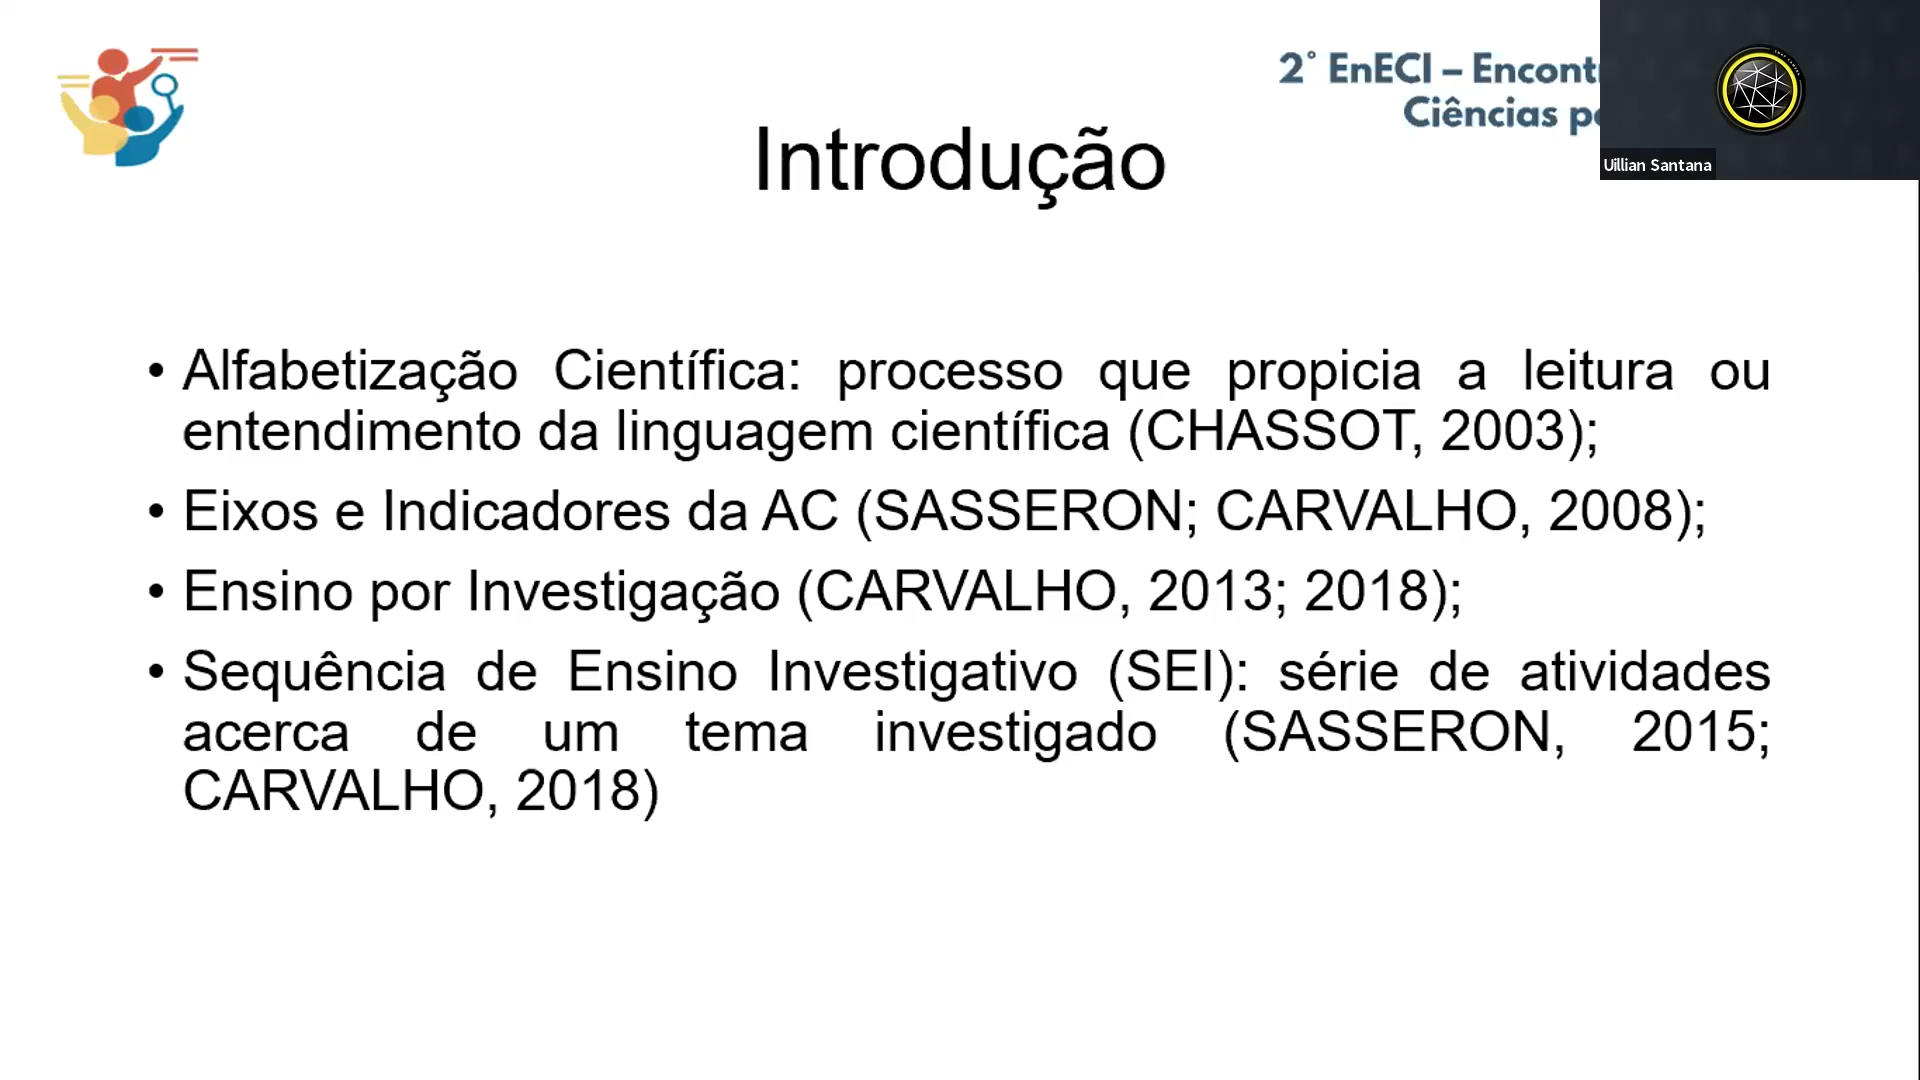 2° EnECI – Encont
Ciências p
Uillian Santana
Introdução
• Alfabetização Científica: processo que propicia a leitura ou
entendimento da linguagem científica (CHASSOT, 2003);
• Eixos e Indicadores da AC (SASSERON; CARVALHO, 2008);
• Ensino por Investigação (CARVALHO, 2013; 2018);
• Sequência de Ensino Investigativo (SEI): série de atividades
acerca de um tema investigado (SASSERON, 2015;
CARVALHO, 2018)